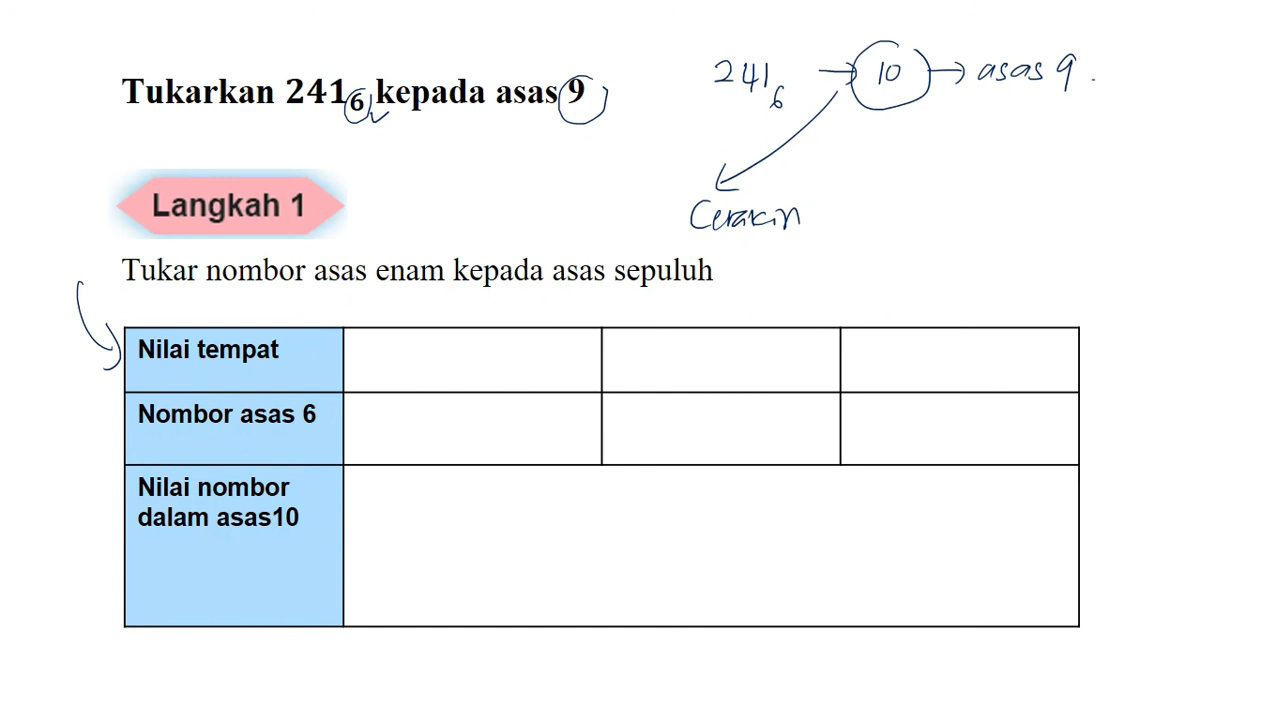 Tukarkan 241₆ kepada asas 9
241₆ → 10 → asas 9.
Cerakin
Langkah 1
Tukar nombor asas enam kepada asas sepuluh
Nilai tempat
Nombor asas 6
Nilai nombor
dalam asas10